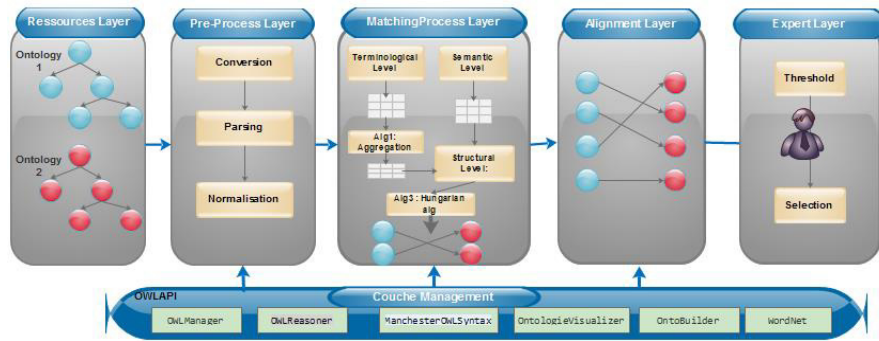 Ressources Layer
Pre-Process Layer
MatchingProcess Layer
Alignment Layer
Expert Layer
Ontology
1
Ontology
2
Conversion
Parsing
Normalisation
Terminological
Level
Semantic
Level
Alg1:
Aggregation
Structural
Level:
Alg3 : Hungarian
alg
Threshold
Selection
OWLAPI
Couche Management
OWLManager
OWLReasoner
ManchesterOWLSyntax
OntologieVisualizer
OntoBuilder
WordNet